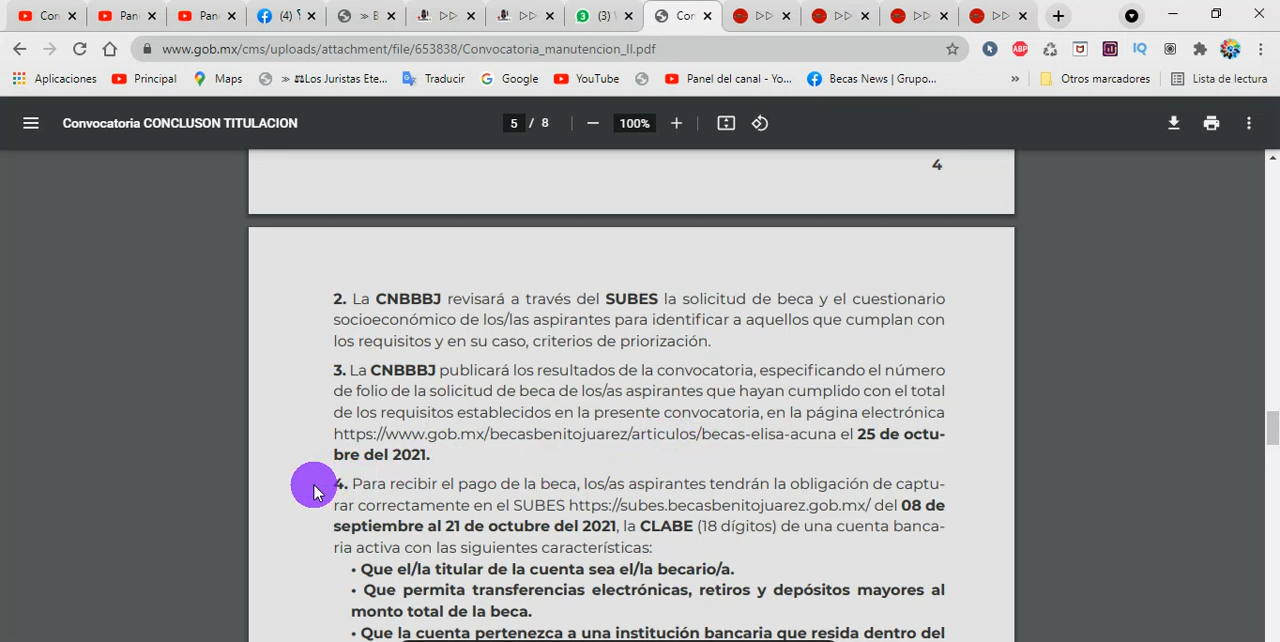 Con
Pan
Pan
(4) Y
» B
▷▷
▷▷
(3) V
Con
▷▷
▷▷
▷▷
▷▷
www.gob.mx/cms/uploads/attachment/file/653838/Convocatoria_manutencion_II.pdf
ABP
IQ
Aplicaciones
Principal
Maps
» ⚖Los Juristas Ete...
Traducir
Google
YouTube
Panel del canal - Yo...
Becas News | Grupo...
»
Otros marcadores
Lista de lectura
Convocatoria CONCLUSON TITULACION
5 / 8
100%
4
2. La CNBBBJ revisará a través del SUBES la solicitud de beca y el cuestionario
socioeconómico de los/las aspirantes para identificar a aquellos que cumplan con
los requisitos y en su caso, criterios de priorización.
3. La CNBBBJ publicará los resultados de la convocatoria, especificando el número
de folio de la solicitud de beca de los/as aspirantes que hayan cumplido con el total
de los requisitos establecidos en la presente convocatoria, en la página electrónica
https://www.gob.mx/becasbenitojuarez/articulos/becas-elisa-acuna el 25 de octu-
bre del 2021.
4. Para recibir el pago de la beca, los/as aspirantes tendrán la obligación de captu-
rar correctamente en el SUBES https://subes.becasbenitojuarez.gob.mx/ del 08 de
septiembre al 21 de octubre del 2021, la CLABE (18 dígitos) de una cuenta banca-
ria activa con las siguientes características:
• Que el/la titular de la cuenta sea el/la becario/a.
• Que permita transferencias electrónicas, retiros y depósitos mayores al
monto total de la beca.
• Que la cuenta pertenezca a una institución bancaria que resida dentro del